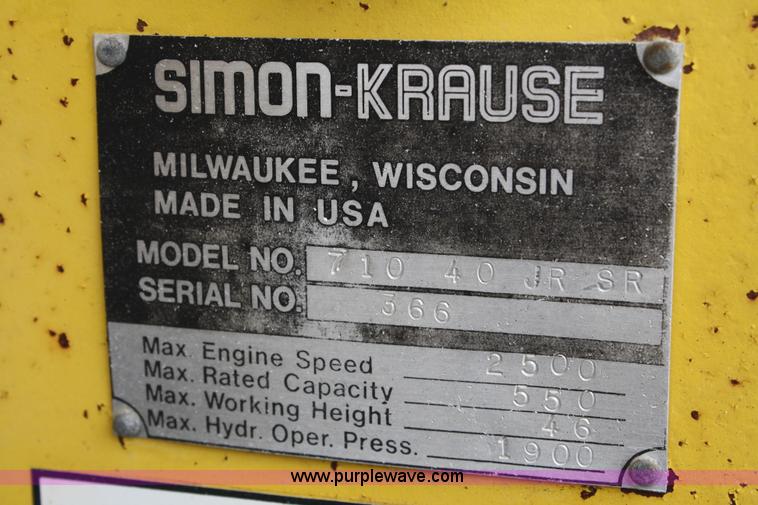 SIMON-KRAUSE
MILWAUKEE, WISCONSIN
MADE IN USA
MODEL NO. 710 40 JR SR
SERIAL NO. 366
Max. Engine Speed 2500
Max. Rated Capacity 550
Max. Working Height 46
Max. Hydr. Oper. Press. 1900
www.purplewave.com